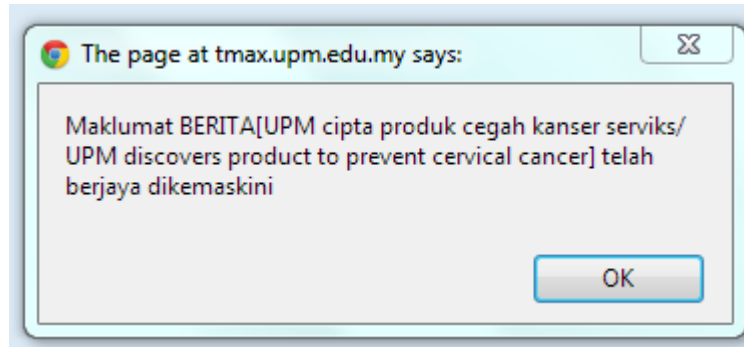 The page at tmax.upm.edu.my says:
Maklumat BERITA[UPM cipta produk cegah kanser serviks/
UPM discovers product to prevent cervical cancer] telah
berjaya dikemaskini
OK